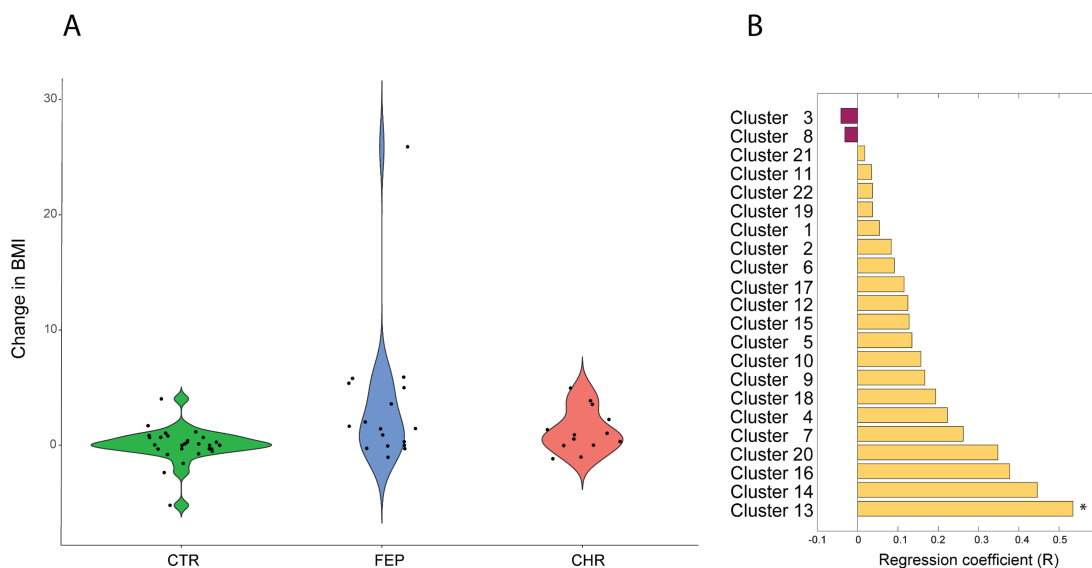 A
30
20
10
0
Change in BMI
CTR FEP CHR
B
Cluster 3
Cluster 8
Cluster 21
Cluster 11
Cluster 22
Cluster 19
Cluster 1
Cluster 2
Cluster 6
Cluster 17
Cluster 12
Cluster 15
Cluster 5
Cluster 10
Cluster 9
Cluster 18
Cluster 4
Cluster 7
Cluster 20
Cluster 16
Cluster 14
Cluster 13 *
-0.1 0 0.1 0.2 0.3 0.4 0.5
Regression coefficient (R)